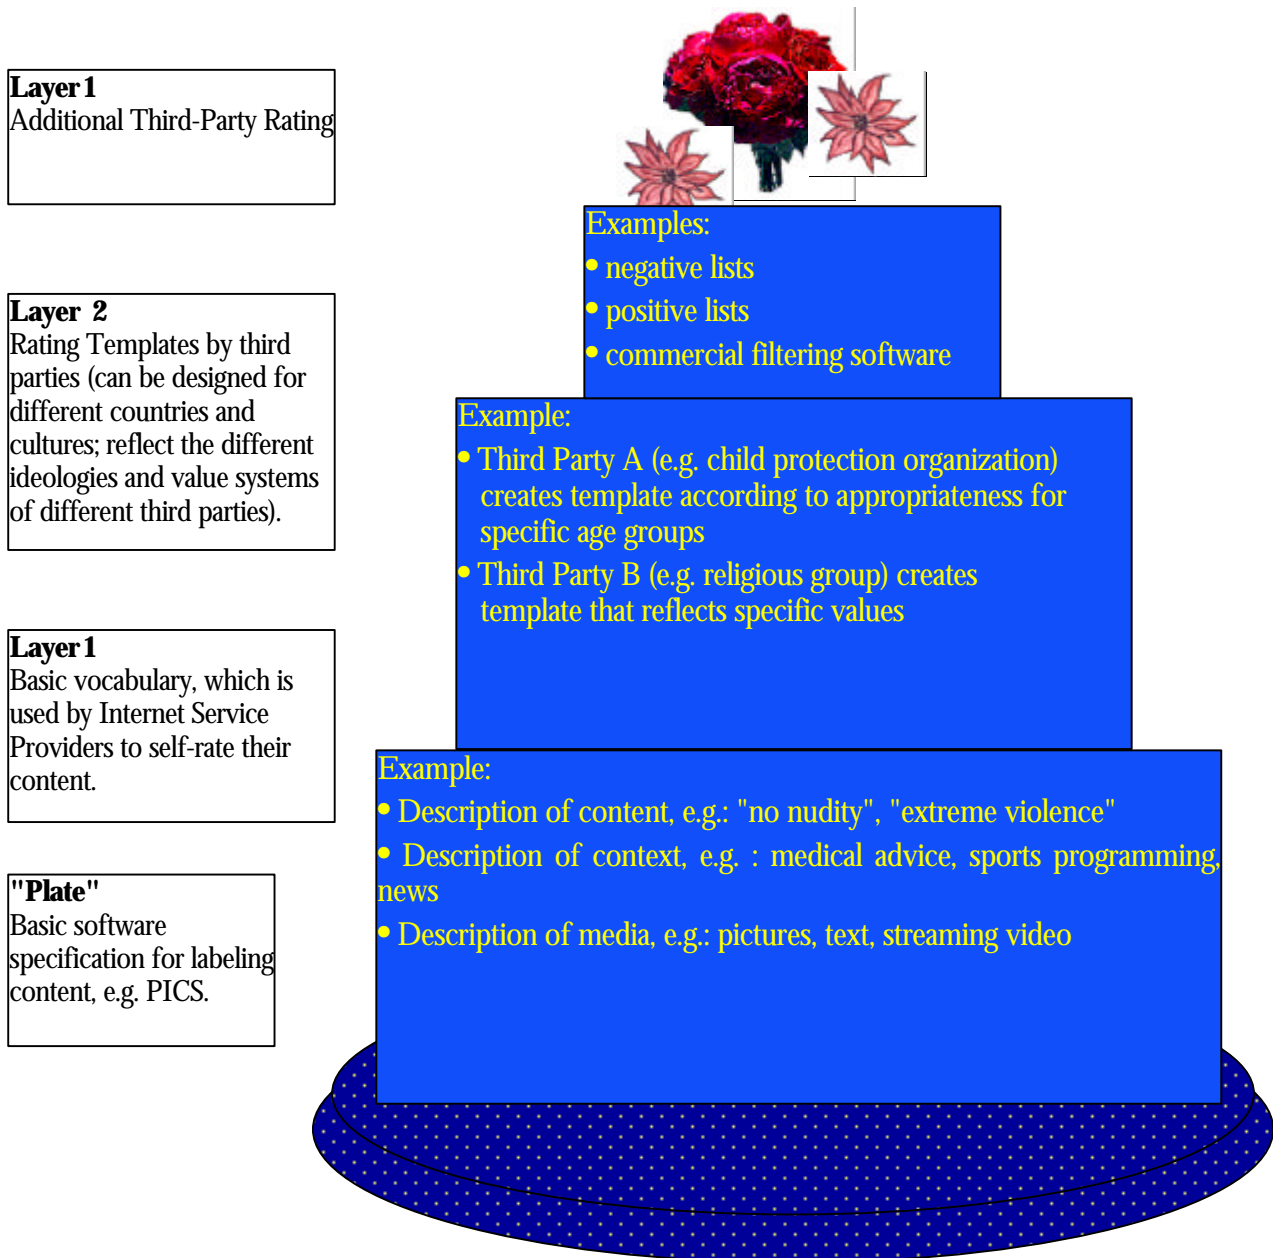 Layer 1
Additional Third-Party Rating
Examples:
• negative lists
• positive lists
• commercial filtering software
Layer 2
Rating Templates by third
parties (can be designed for
different countries and
cultures; reflect the different
ideologies and value systems
of different third parties).
Example:
• Third Party A (e.g. child protection organization)
creates template according to appropriateness for
specific age groups
• Third Party B (e.g. religious group) creates
template that reflects specific values
Layer 1
Basic vocabulary, which is
used by Internet Service
Providers to self-rate their
content.
Example:
• Description of content, e.g.: "no nudity", "extreme violence"
• Description of context, e.g. : medical advice, sports programming,
news
• Description of media, e.g.: pictures, text, streaming video
"Plate"
Basic software
specification for labeling
content, e.g. PICS.